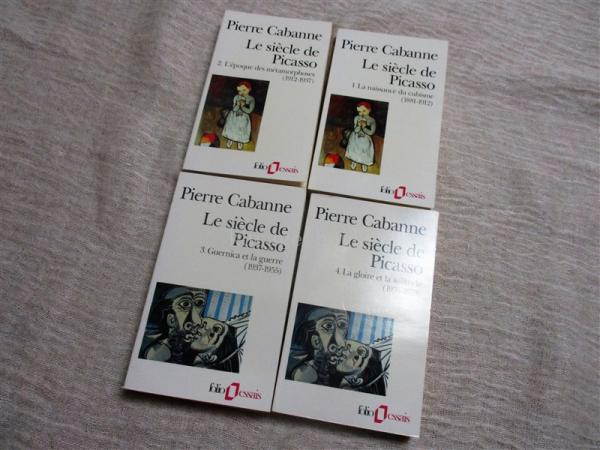 Pierre Cabanne
Le siècle de
Picasso
2. L'époque des métamorphoses
(1912-1937)
folio essais
Pierre Cabanne
Le siècle de
Picasso
1. La naissance du cubisme
(1881-1912)
folio essais
Pierre Cabanne
Le siècle de
Picasso
3. Guernica et la guerre
(1937-1955)
folio essais
Pierre Cabanne
Le siècle de
Picasso
4. La gloire et la solitude
folio essais